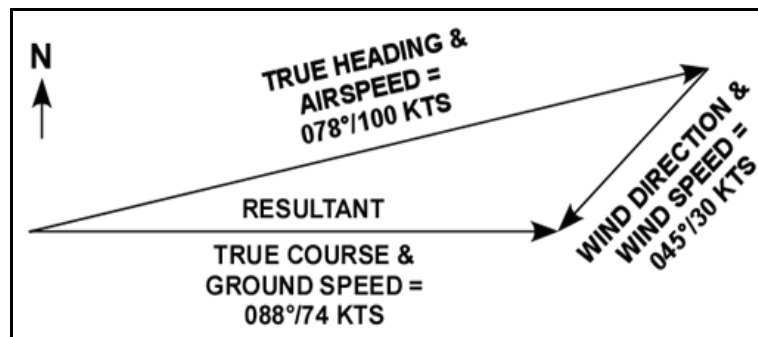 N
TRUE HEADING &
AIRSPEED =
078°/100 KTS
RESULTANT
TRUE COURSE &
GROUND SPEED =
088°/74 KTS
WIND DIRECTION &
WIND SPEED =
045°/30 KTS